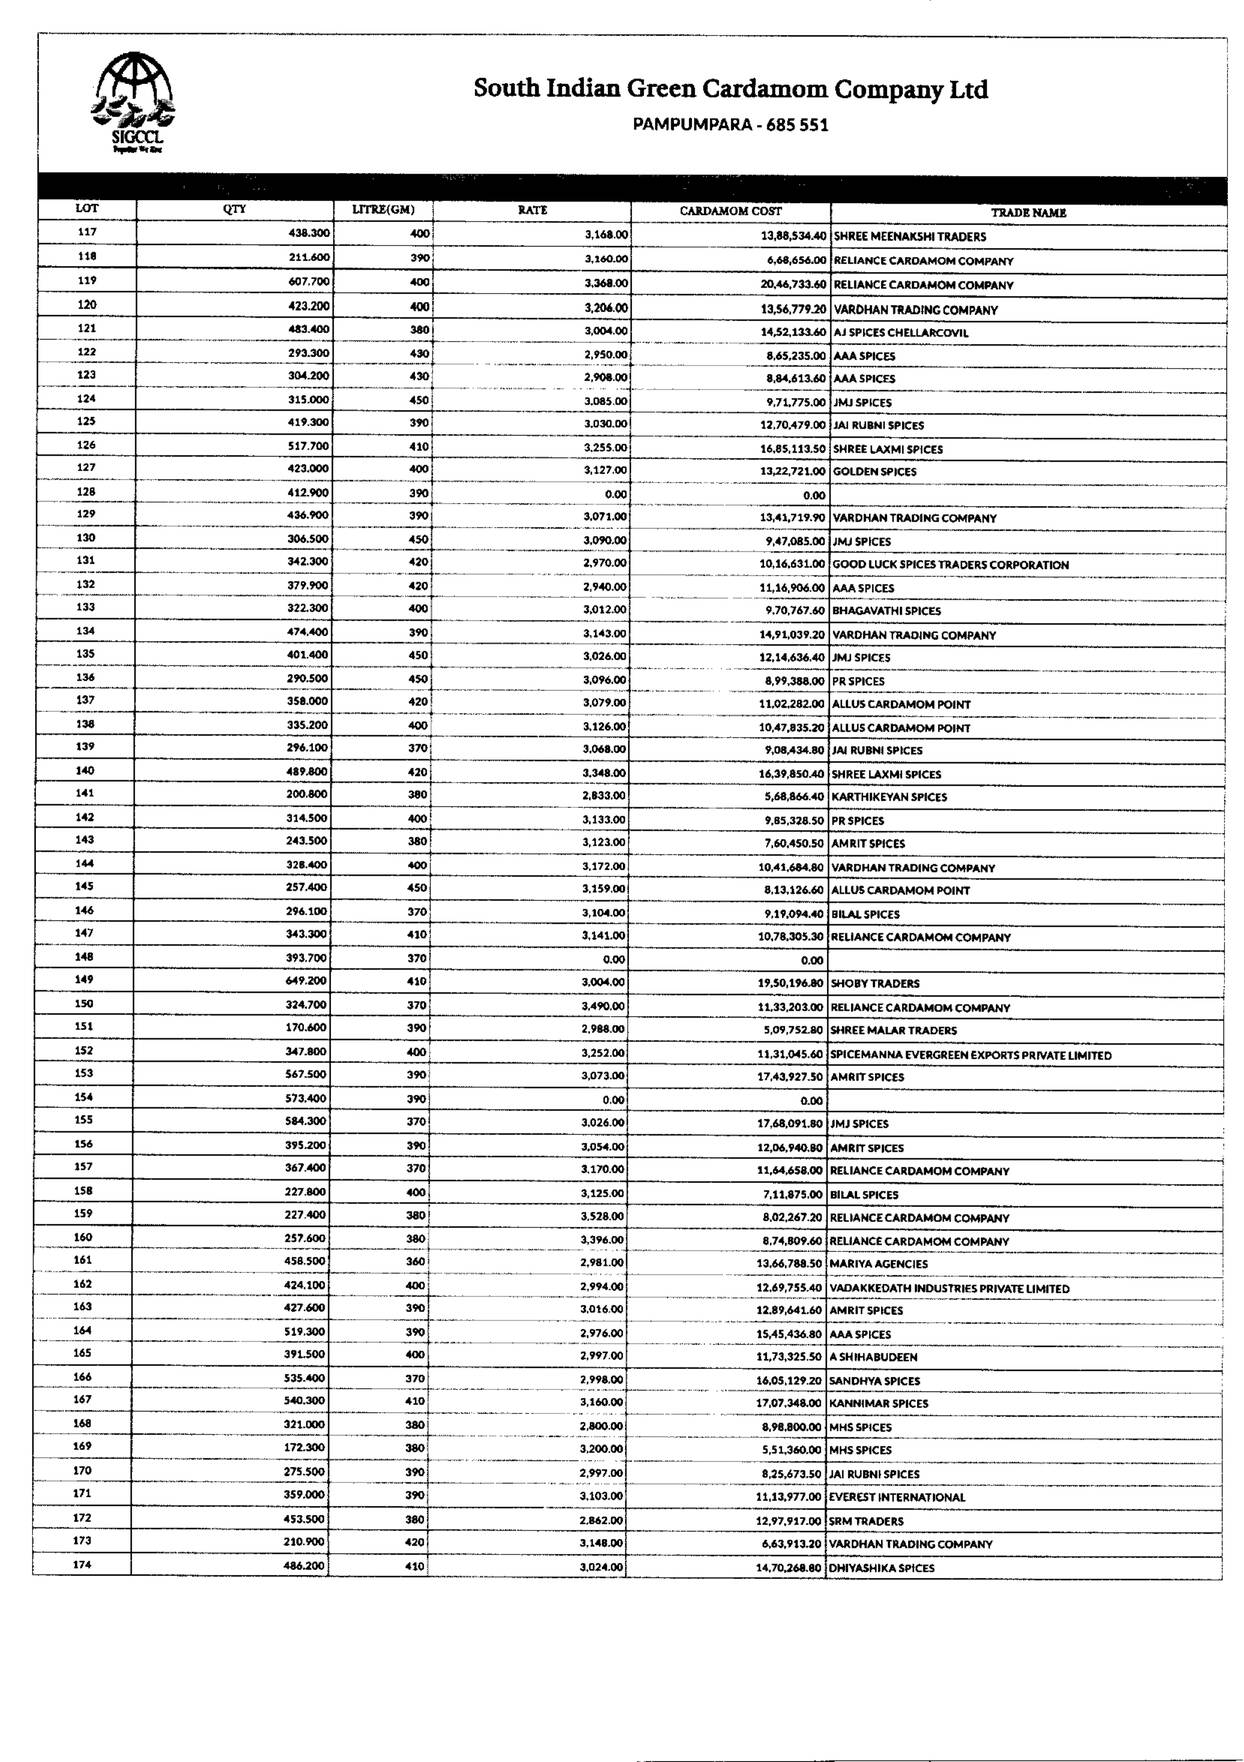 South Indian Green Cardamom Company Ltd
PAMPUMPARA - 685 551
SIGCCL
Together We Rise
LOT QTY LITRE(GM) RATE CARDAMOM COST TRADE NAME
117 438.300 400 3,168.00 13,88,534.40 SHREE MEENAKSHI TRADERS
118 211.600 390 3,160.00 6,68,656.00 RELIANCE CARDAMOM COMPANY
119 607.700 400 3,368.00 20,46,733.60 RELIANCE CARDAMOM COMPANY
120 423.200 400 3,206.00 13,56,779.20 VARDHAN TRADING COMPANY
121 483.400 380 3,004.00 14,52,133.60 AJ SPICES CHELLARCOVIL
122 293.300 430 2,950.00 8,65,235.00 AAA SPICES
123 304.200 430 2,908.00 8,84,613.60 AAA SPICES
124 315.000 450 3,085.00 9,71,775.00 JMJ SPICES
125 419.300 390 3,030.00 12,70,479.00 JAI RUBNI SPICES
126 517.700 410 3,255.00 16,85,113.50 SHREE LAXMI SPICES
127 423.000 400 3,127.00 13,22,721.00 GOLDEN SPICES
128 412.900 390 0.00 0.00
129 436.900 390 3,071.00 13,41,719.90 VARDHAN TRADING COMPANY
130 306.500 450 3,090.00 9,47,085.00 JMJ SPICES
131 342.300 420 2,970.00 10,16,631.00 GOOD LUCK SPICES TRADERS CORPORATION
132 379.900 420 2,940.00 11,16,906.00 AAA SPICES
133 322.300 400 3,012.00 9,70,767.60 BHAGAVATHI SPICES
134 474.400 390 3,143.00 14,91,039.20 VARDHAN TRADING COMPANY
135 401.400 450 3,026.00 12,14,636.40 JMJ SPICES
136 290.500 450 3,096.00 8,99,388.00 PR SPICES
137 358.000 420 3,079.00 11,02,282.00 ALLUS CARDAMOM POINT
138 335.200 400 3,126.00 10,47,835.20 ALLUS CARDAMOM POINT
139 296.100 370 3,068.00 9,08,434.80 JAI RUBNI SPICES
140 489.800 420 3,348.00 16,39,850.40 SHREE LAXMI SPICES
141 200.800 380 2,833.00 5,68,866.40 KARTHIKEYAN SPICES
142 314.500 400 3,133.00 9,85,328.50 PR SPICES
143 243.500 380 3,123.00 7,60,450.50 AMRIT SPICES
144 328.400 400 3,172.00 10,41,684.80 VARDHAN TRADING COMPANY
145 257.400 450 3,159.00 8,13,126.60 ALLUS CARDAMOM POINT
146 296.100 370 3,104.00 9,19,094.40 BILAL SPICES
147 343.300 410 3,141.00 10,78,305.30 RELIANCE CARDAMOM COMPANY
148 393.700 370 0.00 0.00
149 649.200 410 3,004.00 19,50,196.80 SHOBY TRADERS
150 324.700 370 3,490.00 11,33,203.00 RELIANCE CARDAMOM COMPANY
151 170.600 390 2,988.00 5,09,752.80 SHREE MALAR TRADERS
152 347.800 400 3,252.00 11,31,045.60 SPICEMANNA EVERGREEN EXPORTS PRIVATE LIMITED
153 567.500 390 3,073.00 17,43,927.50 AMRIT SPICES
154 573.400 390 0.00 0.00
155 584.300 370 3,026.00 17,68,091.80 JMJ SPICES
156 395.200 390 3,054.00 12,06,940.80 AMRIT SPICES
157 367.400 370 3,170.00 11,64,658.00 RELIANCE CARDAMOM COMPANY
158 227.800 400 3,125.00 7,11,875.00 BILAL SPICES
159 227.400 380 3,528.00 8,02,267.20 RELIANCE CARDAMOM COMPANY
160 257.600 380 3,396.00 8,74,809.60 RELIANCE CARDAMOM COMPANY
161 458.500 360 2,981.00 13,66,788.50 MARIYA AGENCIES
162 424.100 400 2,994.00 12,69,755.40 VADAKKEDATH INDUSTRIES PRIVATE LIMITED
163 427.600 390 3,016.00 12,89,641.60 AMRIT SPICES
164 519.300 390 2,976.00 15,45,436.80 AAA SPICES
165 391.500 400 2,997.00 11,73,325.50 A SHIHABUDEEN
166 535.400 370 2,998.00 16,05,129.20 SANDHYA SPICES
167 540.300 410 3,160.00 17,07,348.00 KANNIMAR SPICES
168 321.000 380 2,800.00 8,98,800.00 MHS SPICES
169 172.300 380 3,200.00 5,51,360.00 MHS SPICES
170 275.500 390 2,997.00 8,25,673.50 JAI RUBNI SPICES
171 359.000 390 3,103.00 11,13,977.00 EVEREST INTERNATIONAL
172 453.500 380 2,862.00 12,97,917.00 SRM TRADERS
173 210.900 420 3,148.00 6,63,913.20 VARDHAN TRADING COMPANY
174 486.200 410 3,024.00 14,70,268.80 DHIYASHIKA SPICES